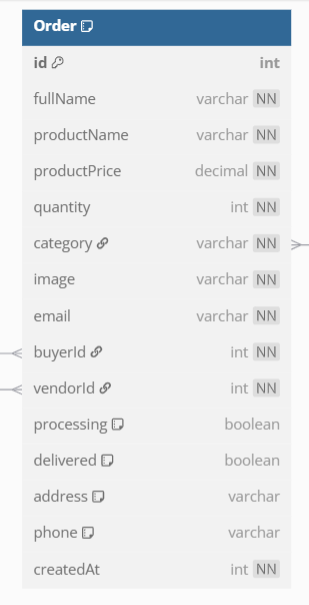 Order
id int
fullName varchar NN
productName varchar NN
productPrice decimal NN
quantity int NN
category varchar NN
image varchar NN
email varchar NN
buyerId int NN
vendorId int NN
processing boolean
delivered boolean
address varchar
phone varchar
createdAt int NN